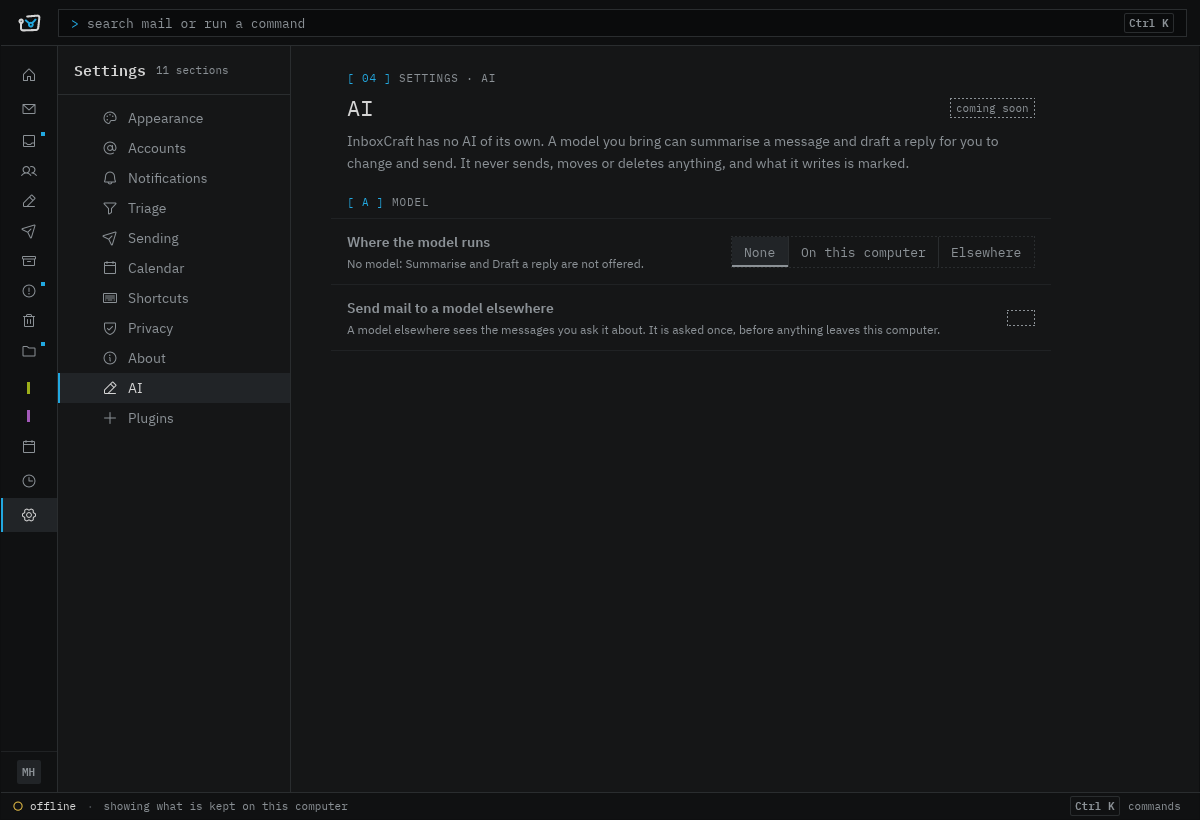 > search mail or run a command
Ctrl K
Settings 11 sections
Appearance
Accounts
Notifications
Triage
Sending
Calendar
Shortcuts
Privacy
About
AI
Plugins
[ 04 ] SETTINGS · AI
AI
coming soon
InboxCraft has no AI of its own. A model you bring can summarise a message and draft a reply for you to
change and send. It never sends, moves or deletes anything, and what it writes is marked.
[ A ] MODEL
Where the model runs
No model: Summarise and Draft a reply are not offered.
None On this computer Elsewhere
Send mail to a model elsewhere
A model elsewhere sees the messages you ask it about. It is asked once, before anything leaves this computer.
MH
offline · showing what is kept on this computer
Ctrl K commands